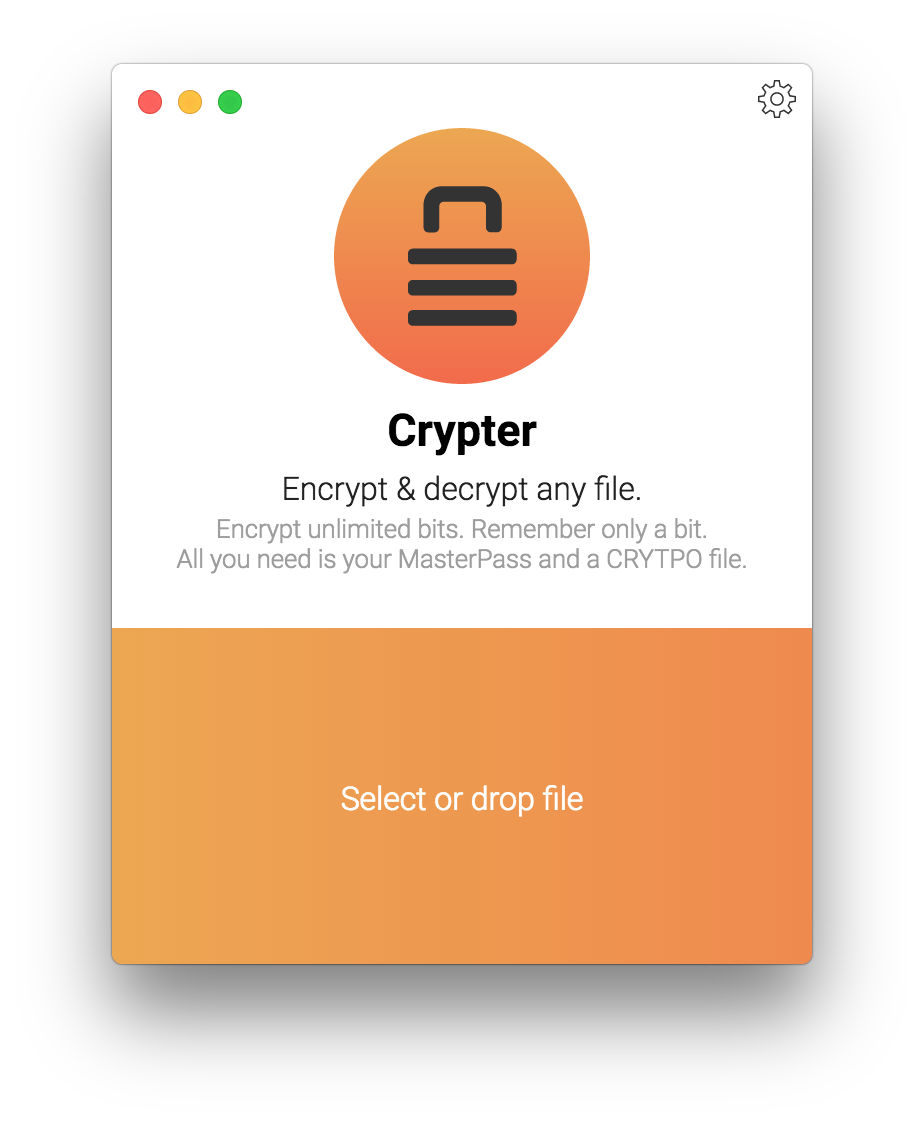 Crypter
Encrypt & decrypt any file.
Encrypt unlimited bits. Remember only a bit.
All you need is your MasterPass and a CRYTPO file.
Select or drop file